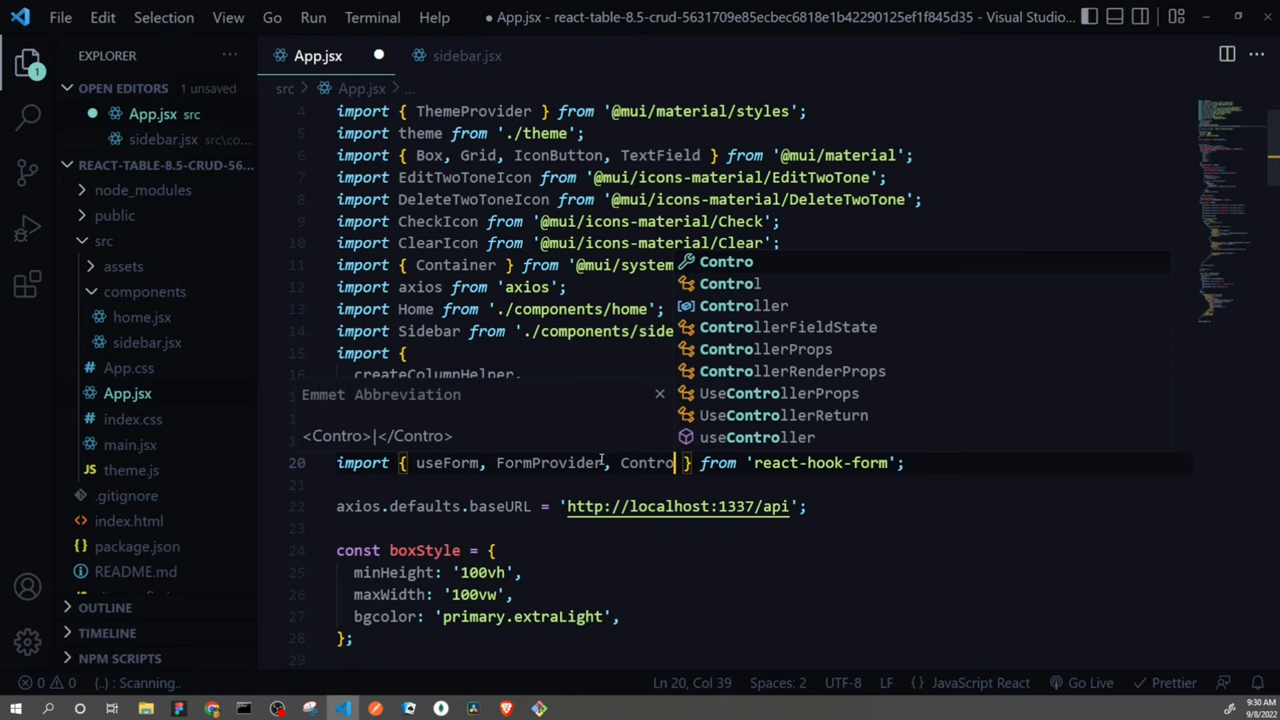 File Edit Selection View Go Run Terminal Help ● App.jsx - react-table-8.5-crud-5631709e85ecbec6818e1b42290125ef1f845d35 - Visual Studio...
EXPLORER ...
App.jsx ● sidebar.jsx
1
OPEN EDITORS 1 unsaved
App.jsx src
sidebar.jsx src\co...
REACT-TABLE-8.5-CRUD-56...
node_modules
public
src
assets
components
home.jsx
sidebar.jsx
App.css
App.jsx
index.css
main.jsx
theme.js
.gitignore
index.html
package.json
README.md
OUTLINE
TIMELINE
NPM SCRIPTS
src > App.jsx > ...
4 import { ThemeProvider } from '@mui/material/styles';
5 import theme from './theme';
6 import { Box, Grid, IconButton, TextField } from '@mui/material';
7 EditTwoToneIcon from '@mui/icons-material/EditTwoTone';
8 import DeleteTwoToneIcon from '@mui/icons-material/DeleteTwoTone';
9 import CheckIcon from '@mui/icons-material/Check';
10 import ClearIcon from '@mui/icons-material/Clear';
11 import { Container } from '@mui/system
12 import axios from 'axios';
13 import Home from './components/home';
14 import Sidebar from './components/side
15 import {
16 createColumnHelper,
Contro
Control
Controller
ControllerFieldState
ControllerProps
ControllerRenderProps
UseControllerProps
UseControllerReturn
useController
Emmet Abbreviation ×
<Contro>|</Contro>
20 import { useForm, FormProvider, Contro } from 'react-hook-form';
21
22 axios.defaults.baseURL = 'http://localhost:1337/api';
23
24 const boxStyle = {
25 minHeight: '100vh',
26 maxWidth: '100vw',
27 bgcolor: 'primary.extraLight',
28 };
29
0 0 {..} : Scanning.. Ln 20, Col 39 Spaces: 2 UTF-8 LF { } JavaScript React Go Live Prettier
9:30 AM
9/8/2022